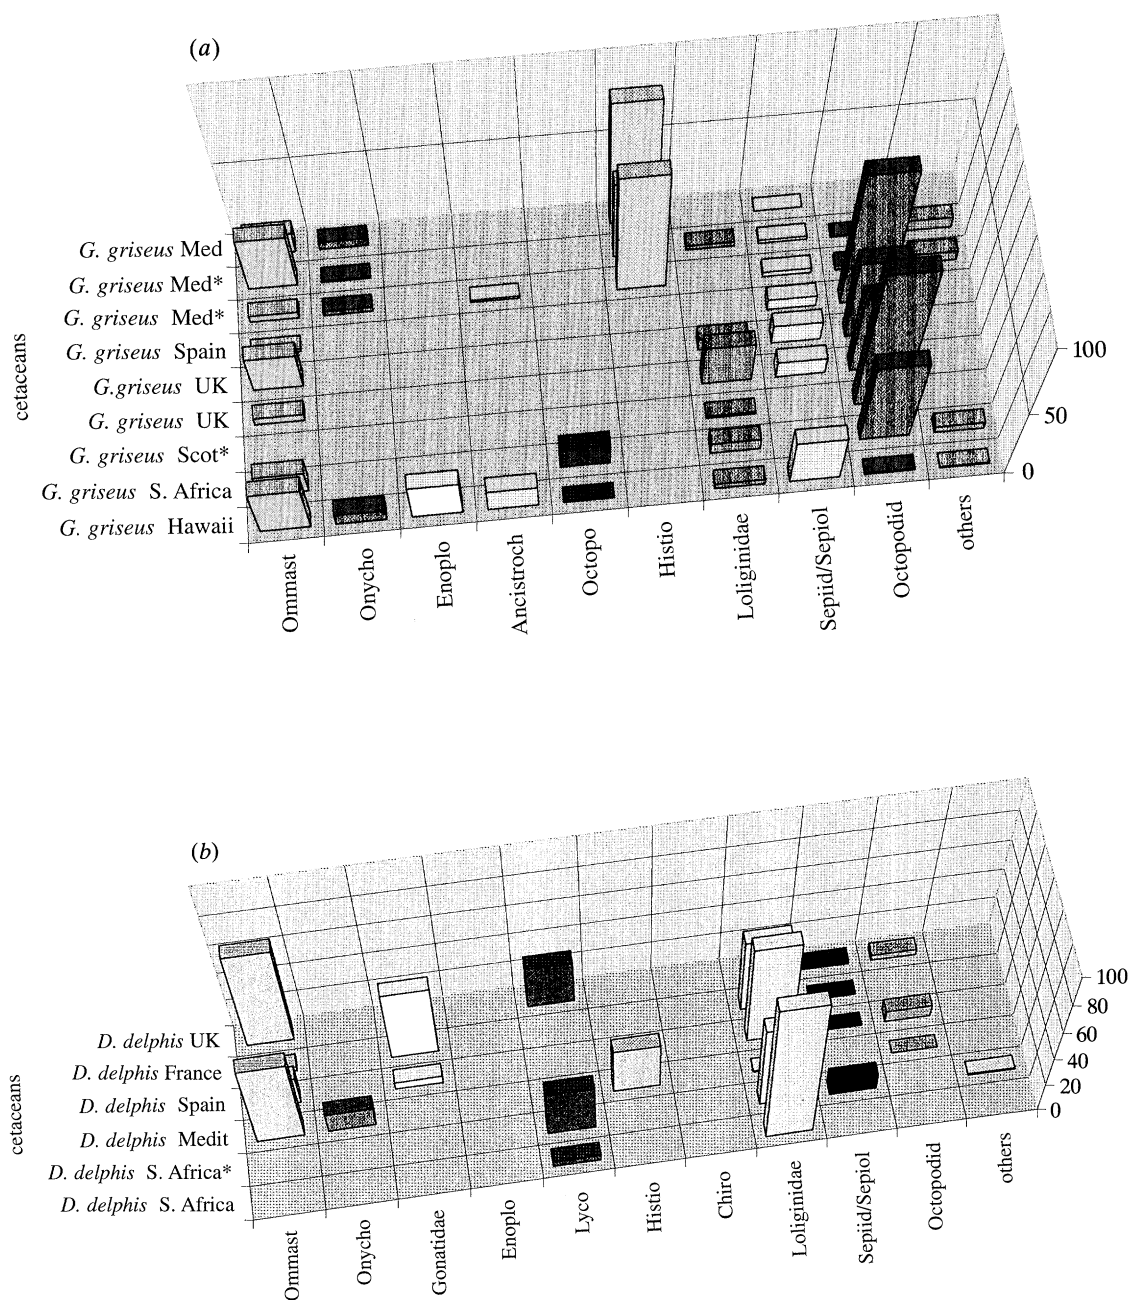 (a)
cetaceans
G. griseus Med
G. griseus Med*
G. griseus Med*
G. griseus Spain
G.griseus UK
G. griseus UK
G. griseus Scot*
G. griseus S. Africa
G. griseus Hawaii
100
50
0
Ommast
Onycho
Enoplo
Ancistroch
Octopo
Histio
Loliginidae
Sepiid/Sepiol
Octopodid
others
(b)
cetaceans
D. delphis UK
D. delphis France
D. delphis Spain
D. delphis Medit
D. delphis S. Africa*
D. delphis S. Africa
100
80
60
40
20
0
Ommast
Onycho
Gonatidae
Enoplo
Lyco
Histio
Chiro
Loliginidae
Sepiid/Sepiol
Octopodid
others